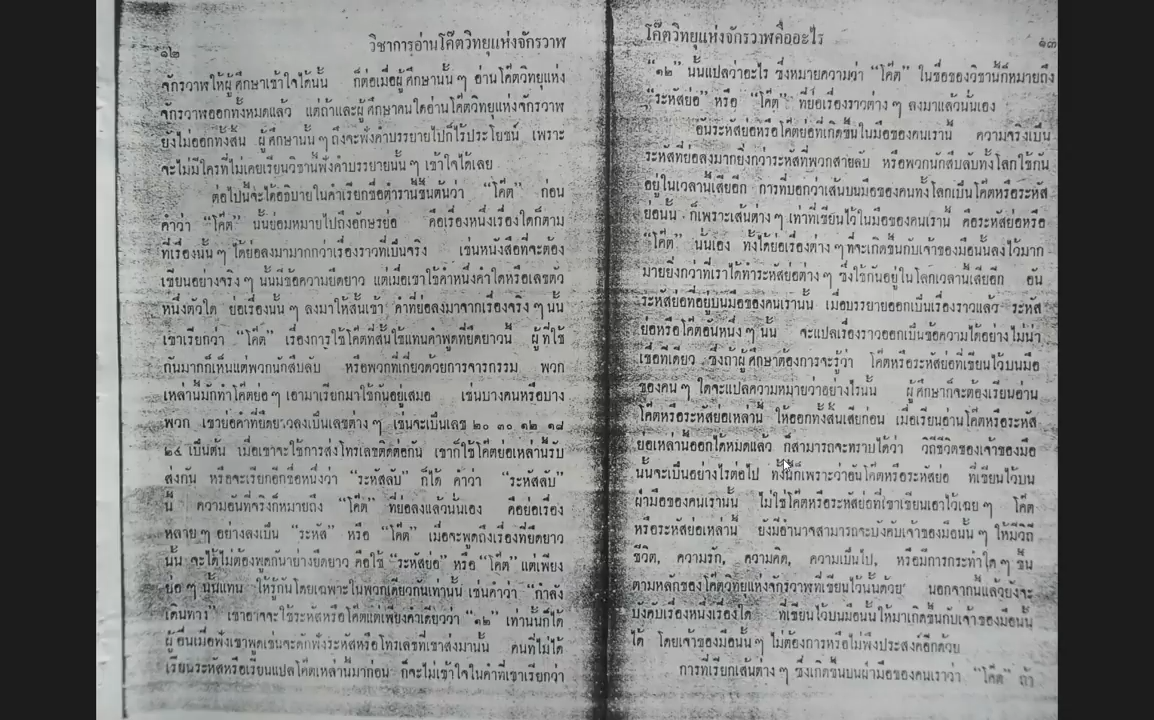 ๑๒
วิชาการอ่านโค๊ตวิทยุแห่งจักรวาฬ
จักรวาฬให้ผู้ศึกษาเข้าใจได้นั้น ก็ต่อเมื่อผู้ศึกษานั้น ๆ อ่านโค๊ตวิทยุแห่ง
จักรวาฬออกทั้งหมดแล้ว แต่ถ้าและผู้ศึกษาคนใดอ่านโค๊ตวิทยุแห่งจักรวาฬ
ยังไม่ออกทั้งสิ้น ผู้ศึกษานั้น ๆ ถึงจะฟังคำบรรยายไปก็ไร้ประโยชน์ เพราะ
จะไม่มีใครที่ไม่เคยเรียนวิชานี้ฟังคำบรรยายนั้น ๆ เข้าใจได้เลย
ต่อไปนี้จะได้อธิบายในคำเรียกชื่อตำรานี้ขึ้นต้นว่า “โค๊ต” ก่อน
คำว่า “โค๊ต” นั้นย่อมหมายไปถึงอักษรย่อ คือเรื่องหนึ่งเรื่องใดก็ตาม
ที่เรื่องนั้น ๆ ได้ย่อลงมามากกว่าเรื่องราวที่เป็นจริง เช่นหนังสือที่จะต้อง
เขียนอย่างจริง ๆ นั้นมีข้อความยืดยาว แต่เมื่อเขาใช้คำหนึ่งคำใดหรือเลขตัว
หนึ่งตัวใด ย่อเรื่องนั้น ๆ ลงมาให้สั้นเข้า คำที่ย่อลงมาจากเรื่องจริง ๆ นั้น
เขาเรียกว่า “โค๊ต” เรื่องการใช้โค๊ตที่สั้นใช้แทนคำพูดที่ยืดยาวนี้ ผู้ที่ใช้
กันมากก็เห็นแต่พวกนักสืบลับ หรือพวกที่เกี่ยวด้วยการจารกรรม พวก
เหล่านี้มักทำโค๊ตย่อ ๆ เอามาเรียกมาใช้กันอยู่เสมอ เช่นบางคนหรือบาง
พวก เขาย่อคำที่ยืดยาวลงเป็นเลขต่าง ๆ เช่นจะเป็นเลข ๒๐ ๓๐ ๑๒ ๑๘
๒๔ เป็นต้น เมื่อเขาจะใช้การส่งโทรเลขติดต่อกัน เขาก็ใช้โค๊ตย่อเหล่านี้รับ
ส่งกัน หรือจะเรียกอีกชื่อหนึ่งว่า “ระหัสลับ” ก็ได้ คำว่า “ระหัสลับ”
นี้ ความอันที่จริงก็หมายถึง “โค๊ต” ที่ย่อลงแล้วนั่นเอง คือย่อเรื่อง
หลาย ๆ อย่างลงเป็น “ระหัส” หรือ “โค๊ต” เมื่อจะพูดถึงเรื่องที่ยืดยาว
นั้น จะได้ไม่ต้องพูดกันอย่างยืดยาว คือใช้ “ระหัสย่อ” หรือ “โค๊ต” แต่เพียง
ย่อ ๆ นั้นแทน ให้รู้กันโดยเฉพาะในพวกเดียวกันเท่านั้น เช่นคำว่า “กำลัง
เดินทาง” เขาอาจจะใช้ระหัสหรือโค๊ตแต่เพียงคำเดียวว่า “๑๒” เท่านั้นก็ได้
ผู้อื่นเมื่อฟังเขาพูดเช่นจะดักฟังระหัสหรือโทรเลขที่เขาส่งมานั้น คนที่ไม่ได้
เรียนระหัสหรือเรียนแปลโค๊ตเหล่านี้มาก่อน ก็จะไม่เข้าใจในคำที่เขาเรียกว่า
โค๊ตวิทยุแห่งจักรวาฬคืออะไร
๑๓
“๑๒” นั้นแปลว่าอะไร ซึ่งหมายความว่า “โค๊ต” ในชื่อของวิชานี้ก็หมายถึง
“ระหัสย่อ” หรือ “โค๊ต” ที่ย่อเรื่องราวต่าง ๆ ลงมาแล้วนั่นเอง
อันระหัสย่อหรือโค๊ตย่อที่เกิดขึ้นในมือของคนเรานี้ ความจริงเป็น
ระหัสที่ย่อลงมากยิ่งกว่าระหัสที่พวกสายลับ หรือพวกนักสืบลับทั้งโลกใช้กัน
อยู่ในเวลานี้เสียอีก การที่บอกว่าเส้นบนมือของคนทั้งโลกเป็นโค๊ตหรือระหัส
ย่อนั้น ก็เพราะเส้นต่าง ๆ เท่าที่เขียนไว้ในมือของคนเรานี้ คือระหัสย่อหรือ
“โค๊ต” นั่นเอง ทั้งได้ย่อเรื่องต่าง ๆ ที่จะเกิดขึ้นกับเจ้าของมือนั้นลงไว้มาก
มายยิ่งกว่าที่เราได้ทำระหัสย่อต่าง ๆ ซึ่งใช้กันอยู่ในโลกเวลานี้เสียอีก อัน
ระหัสย่อที่อยู่บนมือของคนเรานั้น เมื่อบรรยายออกเป็นเรื่องราวแล้ว ระหัส
ย่อหรือโค๊ตอันหนึ่ง ๆ นั้น จะแปลเรื่องราวออกเป็นข้อความได้อย่างไม่น่า
เชื่อทีเดียว ซึ่งถ้าผู้ศึกษาต้องการจะรู้ว่า โค๊ตหรือระหัสย่อที่เขียนไว้บนมือ
ของคน ๆ ใดจะแปลความหมายว่าอย่างไรนั้น ผู้ศึกษาก็จะต้องเรียนอ่าน
โค๊ตหรือระหัสย่อเหล่านี้ ให้ออกทั้งสิ้นเสียก่อน เมื่อเรียนอ่านโค๊ตหรือระหัส
ย่อเหล่านี้ออกได้หมดแล้ว ก็สามารถจะทราบได้ว่า วิถีชีวิตของเจ้าของมือ
นั้นจะเป็นอย่างไรต่อไป ทั้งนี้ก็เพราะว่าอันโค๊ตหรือระหัสย่อ ที่เขียนไว้บน
ฝ่ามือของคนเรานั้น ไม่ใช่โค๊ตหรือระหัสย่อที่เขาเขียนเอาไว้เฉย ๆ โค๊ต
หรือระหัสย่อเหล่านี้ ยังมีอำนาจสามารถจะบังคับเจ้าของมือนั้น ๆ ให้มีวิถี
ชีวิต, ความรัก, ความคิด, ความเป็นไป, หรือมีการกระทำใด ๆ ขึ้น
ตามหลักของโค๊ตวิทยุแห่งจักรวาฬที่เขียนไว้นั้นด้วย นอกจากนั้นแล้วยังจะ
บังคับเรื่องหนึ่งเรื่องใด ที่เขียนไว้บนมือนั้นให้มาเกิดขึ้นกับเจ้าของมือนั้น
ได้ โดยเจ้าของมือนั้น ๆ ไม่ต้องการหรือไม่พึงประสงค์อีกด้วย
การที่เรียกเส้นต่าง ๆ ซึ่งเกิดขึ้นบนฝ่ามือของคนเราว่า “โค๊ต” ถ้า